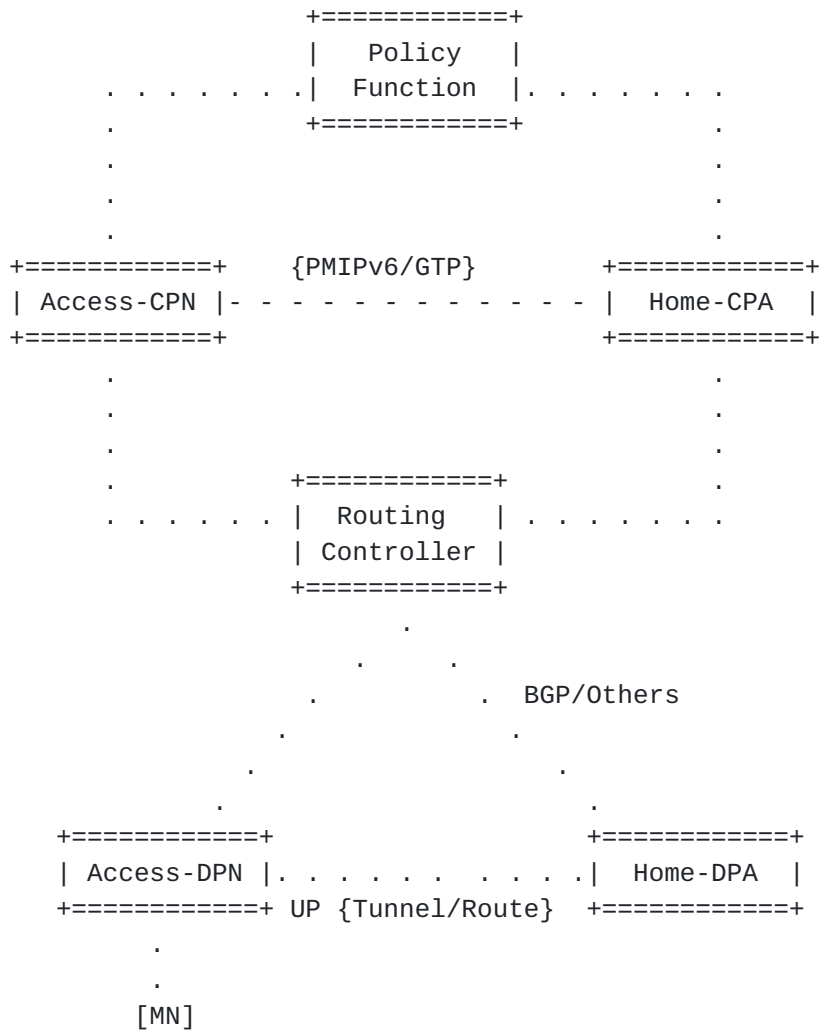 Policy
Function
{PMIPv6/GTP}
Access-CPN
Home-CPA
Routing
Controller
BGP/Others
Access-DPN
Home-DPA
UP {Tunnel/Route}
[MN]